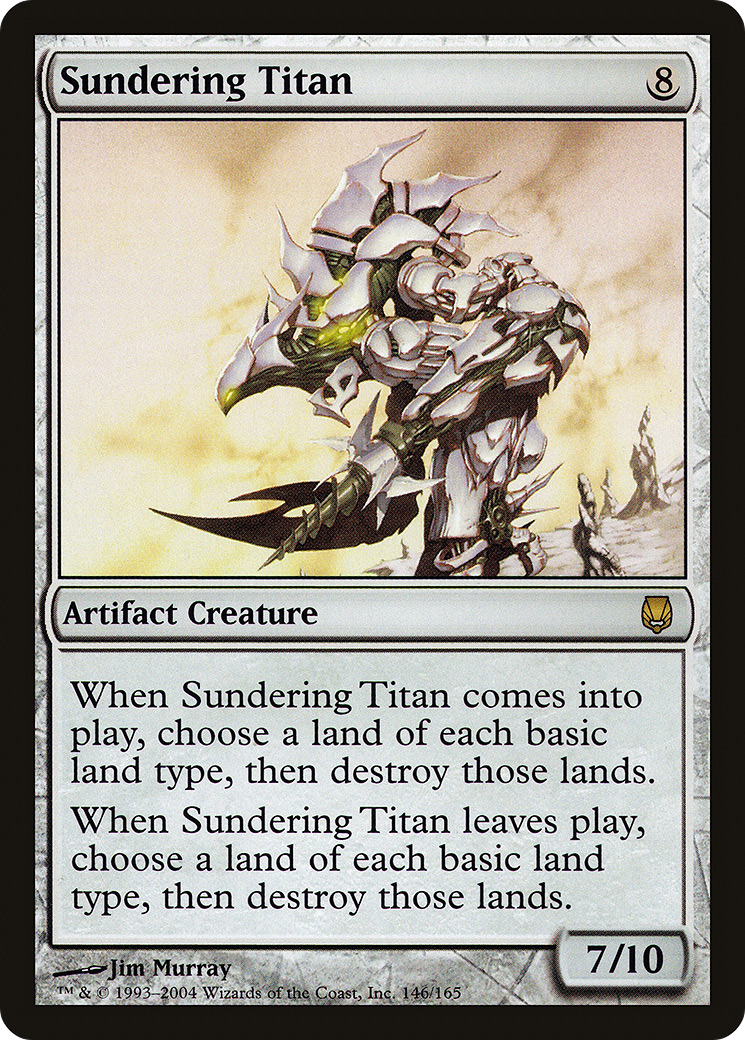 Sundering Titan 8
Artifact Creature
When Sundering Titan comes into
play, choose a land of each basic
land type, then destroy those lands.
When Sundering Titan leaves play,
choose a land of each basic land
type, then destroy those lands.
7/10
Jim Murray
™ & © 1993–2004 Wizards of the Coast, Inc. 146/165